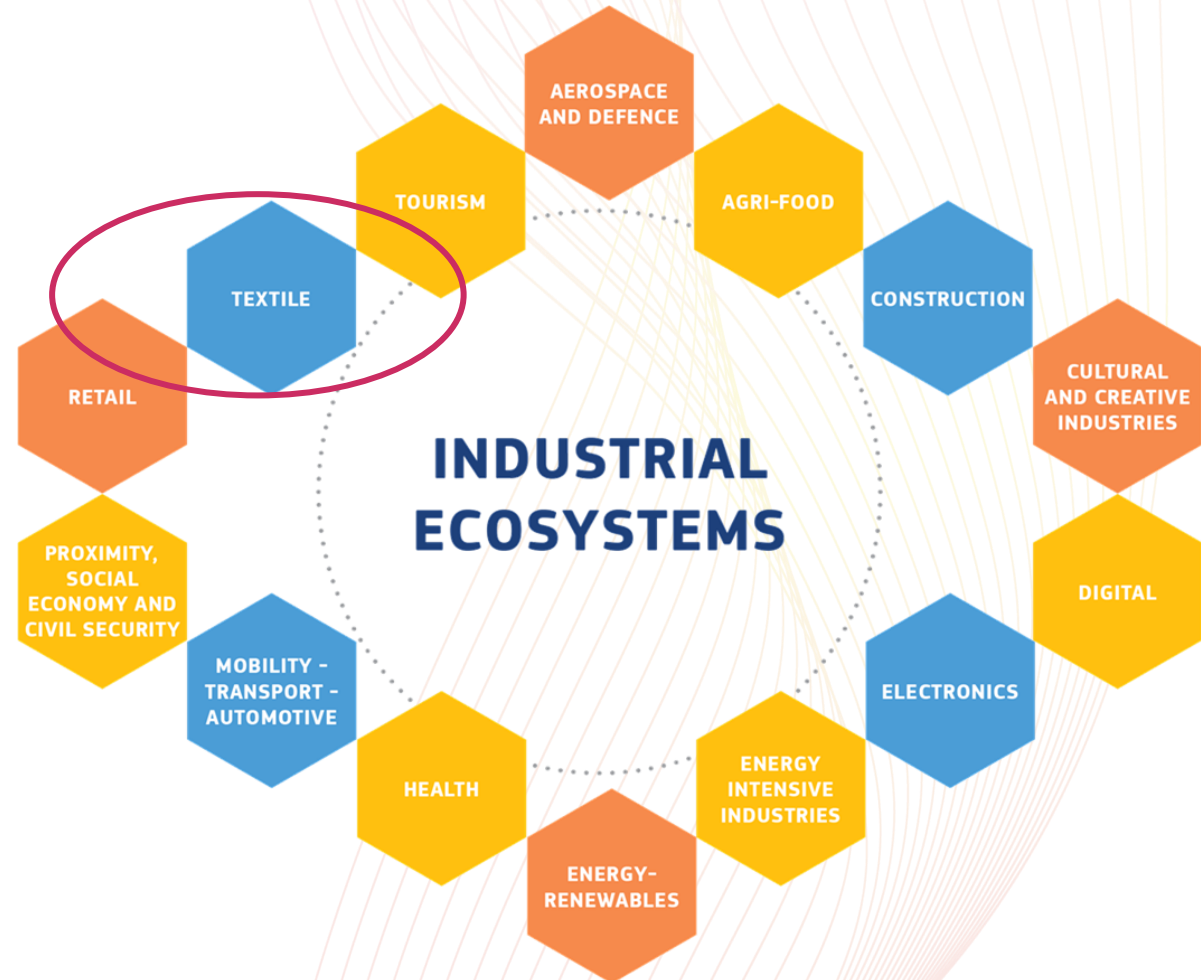 AEROSPACE
AND DEFENCE
TOURISM
AGRI-FOOD
TEXTILE
CONSTRUCTION
RETAIL
CULTURAL
AND CREATIVE
INDUSTRIES
INDUSTRIAL
ECOSYSTEMS
PROXIMITY,
SOCIAL
ECONOMY AND
CIVIL SECURITY
DIGITAL
MOBILITY -
TRANSPORT -
AUTOMOTIVE
ELECTRONICS
HEALTH
ENERGY
INTENSIVE
INDUSTRIES
ENERGY-
RENEWABLES